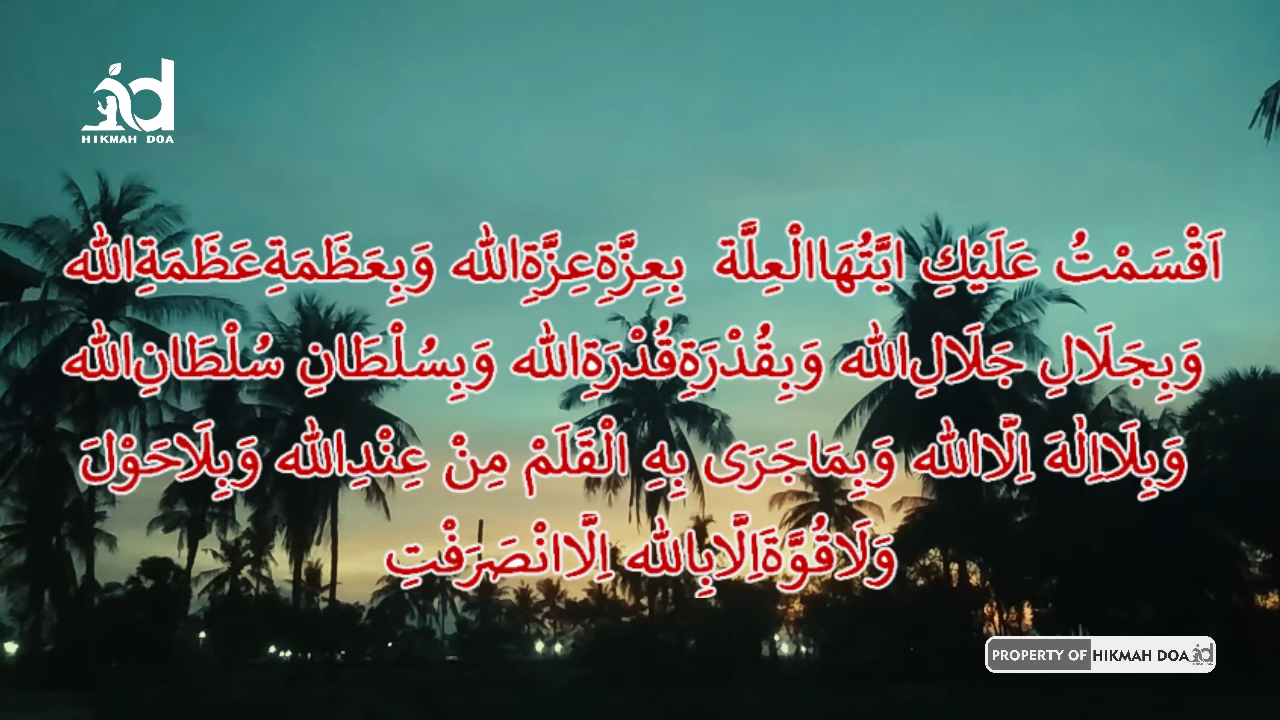 HIKMAH DOA
اَقْسَمْتُ عَلَيْكِ ايَّتُهَاالْعِلَّة بِعِزَّةِعِزَّةِالله وَبِعَظَمَةِعَظَمَةِالله
وَبِجَلَالِ جَلَالِالله وَبِقُدْرَةِقُدْرَةِالله وَبِسُلْطَانِ سُلْطَانِالله
وَبِلَااِلٰهَ اِلَّاالله وَبِمَاجَرَى بِهِ الْقَلَمْ مِنْ عِنْدِالله وَبِلَاحَوْلَ
وَلَاقُوَّةَاِلَّابِالله اِلَّاانْصَرَفْتِ
PROPERTY OF HIKMAH DOA